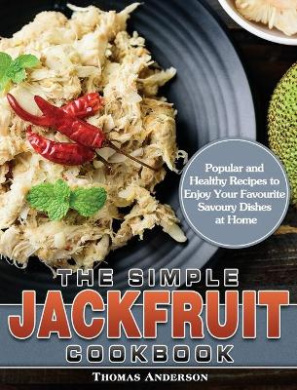 Popular and
Healthy Recipes to
Enjoy Your Favourite
Savoury Dishes
at Home
THE SIMPLE
JACKFRUIT
COOKBOOK
Thomas Anderson